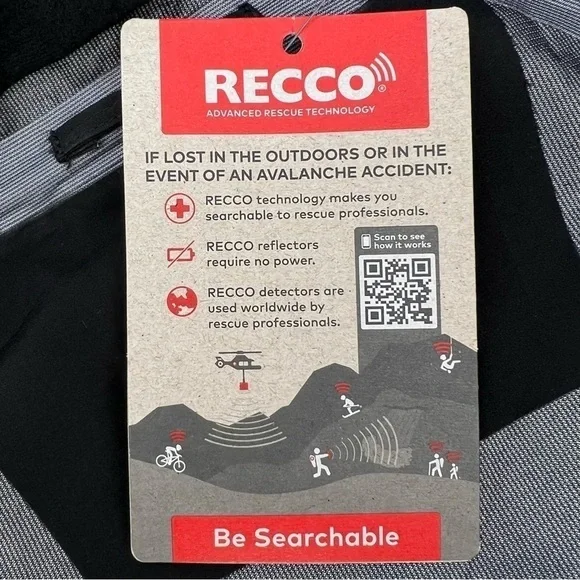 RECCO®
ADVANCED RESCUE TECHNOLOGY
IF LOST IN THE OUTDOORS OR IN THE
EVENT OF AN AVALANCHE ACCIDENT:
RECCO technology makes you
searchable to rescue professionals.
RECCO reflectors
require no power.
RECCO detectors are
used worldwide by
rescue professionals.
Scan to see
how it works
Be Searchable